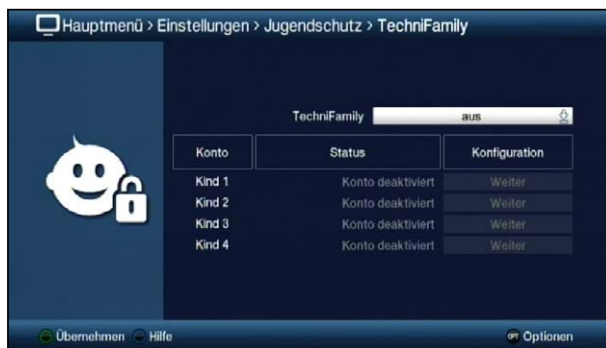 Hauptmenü > Einstellungen > Jugendschutz > TechniFamily
TechniFamily aus
Konto Status Konfiguration
Kind 1 Konto deaktiviert Weiter
Kind 2 Konto deaktiviert Weiter
Kind 3 Konto deaktiviert Weiter
Kind 4 Konto deaktiviert Weiter
Übernehmen Hilfe OPT Optionen